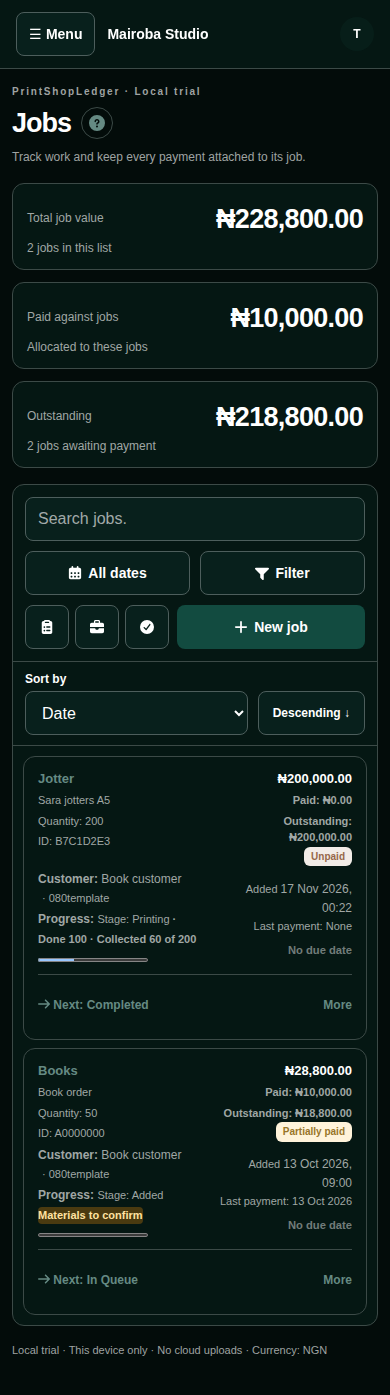 ☰ Menu
Mairoba Studio
T
PrintShopLedger · Local trial
Jobs
?
Track work and keep every payment attached to its job.
Total job value
₦228,800.00
2 jobs in this list
Paid against jobs
₦10,000.00
Allocated to these jobs
Outstanding
₦218,800.00
2 jobs awaiting payment
Search jobs.
All dates
Filter
+ New job
Sort by
Date
Descending ↓
Jotter
₦200,000.00
Sara jotters A5
Paid: ₦0.00
Quantity: 200
Outstanding:
₦200,000.00
ID: B7C1D2E3
Unpaid
Customer: Book customer
· 080template
Added 17 Nov 2026,
00:22
Progress: Stage: Printing ·
Done 100 · Collected 60 of 200
Last payment: None
No due date
→ Next: Completed
More
Books
₦28,800.00
Book order
Paid: ₦10,000.00
Quantity: 50
Outstanding: ₦18,800.00
ID: A0000000
Partially paid
Customer: Book customer
· 080template
Added 13 Oct 2026,
09:00
Progress: Stage: Added
Materials to confirm
Last payment: 13 Oct 2026
No due date
→ Next: In Queue
More
Local trial · This device only · No cloud uploads · Currency: NGN